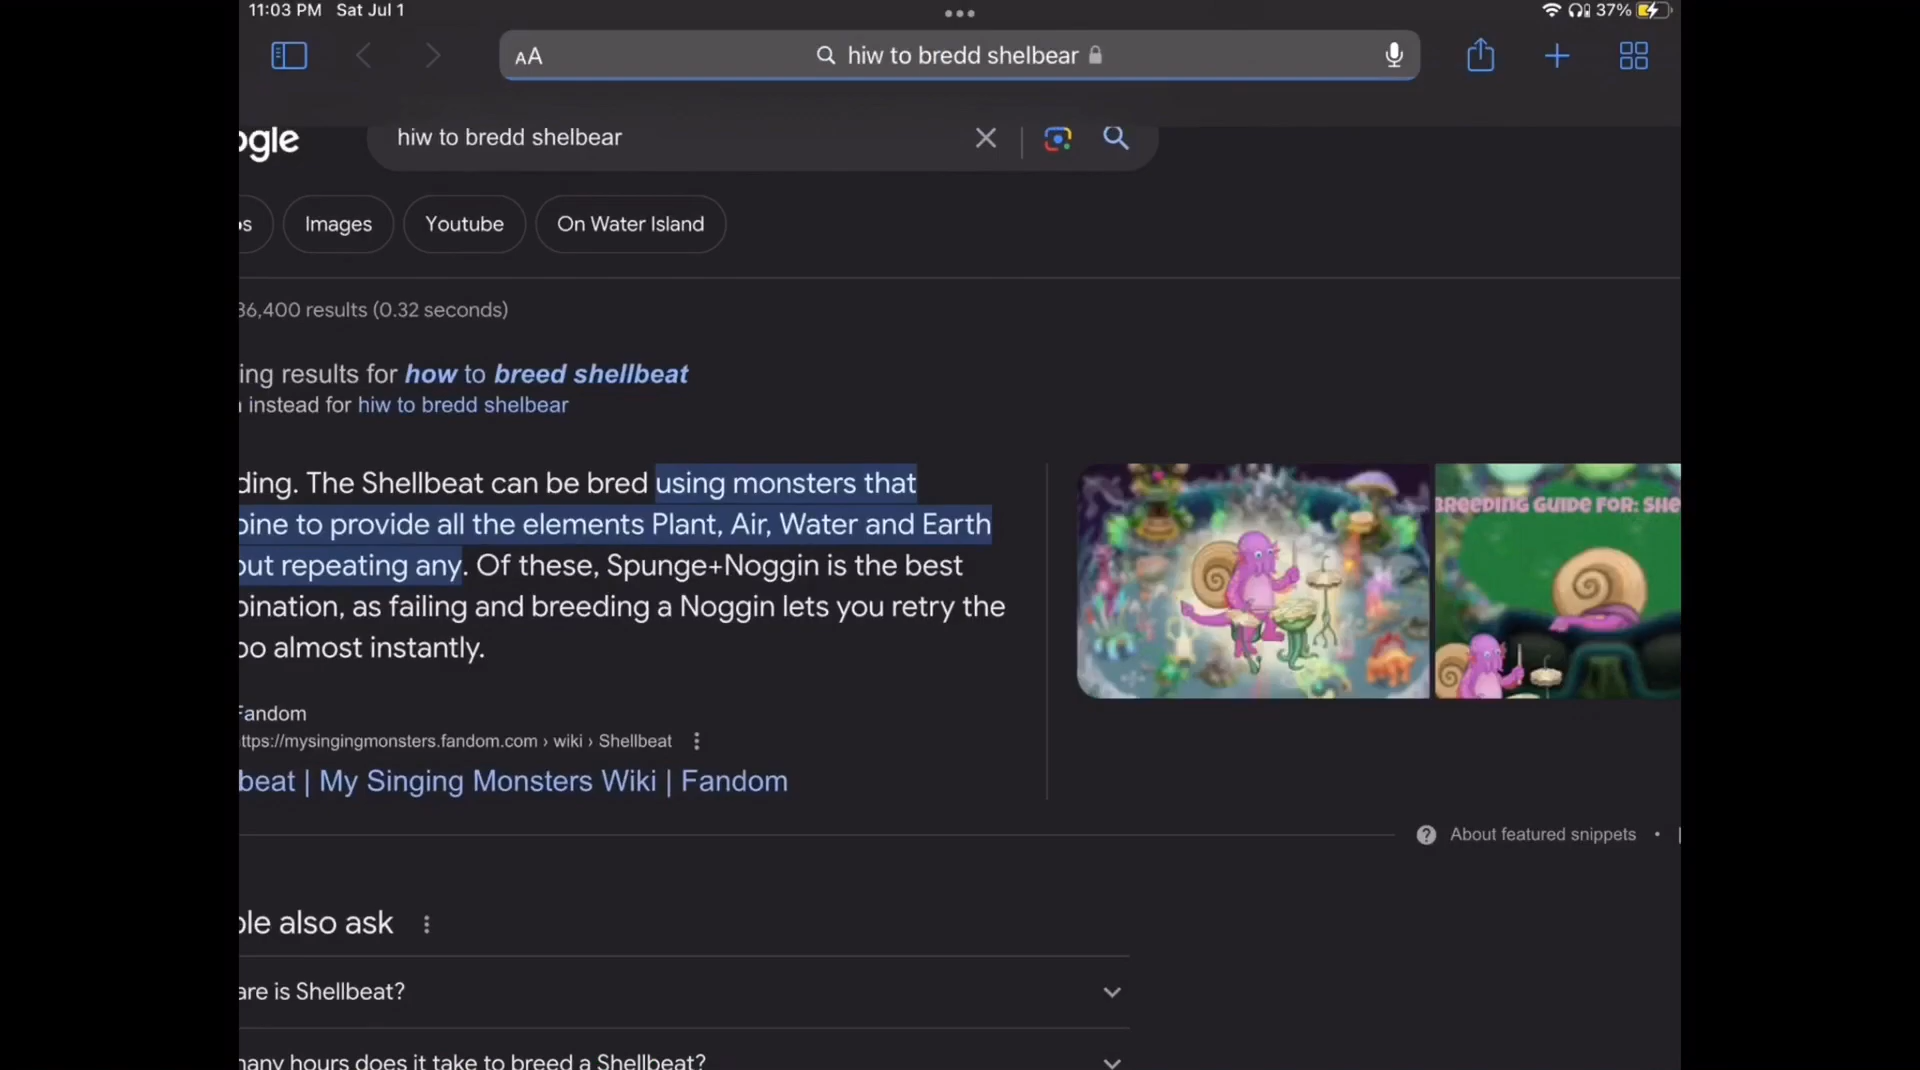 11:03 PM Sat Jul 1
37%
AA
hiw to bredd shelbear
ogle
hiw to bredd shelbear
os
Images
Youtube
On Water Island
36,400 results (0.32 seconds)
ing results for how to breed shellbeat
instead for hiw to bredd shelbear
ding. The Shellbeat can be bred using monsters that
bine to provide all the elements Plant, Air, Water and Earth
out repeating any. Of these, Spunge+Noggin is the best
bination, as failing and breeding a Noggin lets you retry the
oo almost instantly.
BREEDING GUIDE FOR: SHE
Fandom
ttps://mysingingmonsters.fandom.com › wiki › Shellbeat
beat | My Singing Monsters Wiki | Fandom
About featured snippets •
ple also ask
are is Shellbeat?
many hours does it take to breed a Shellbeat?